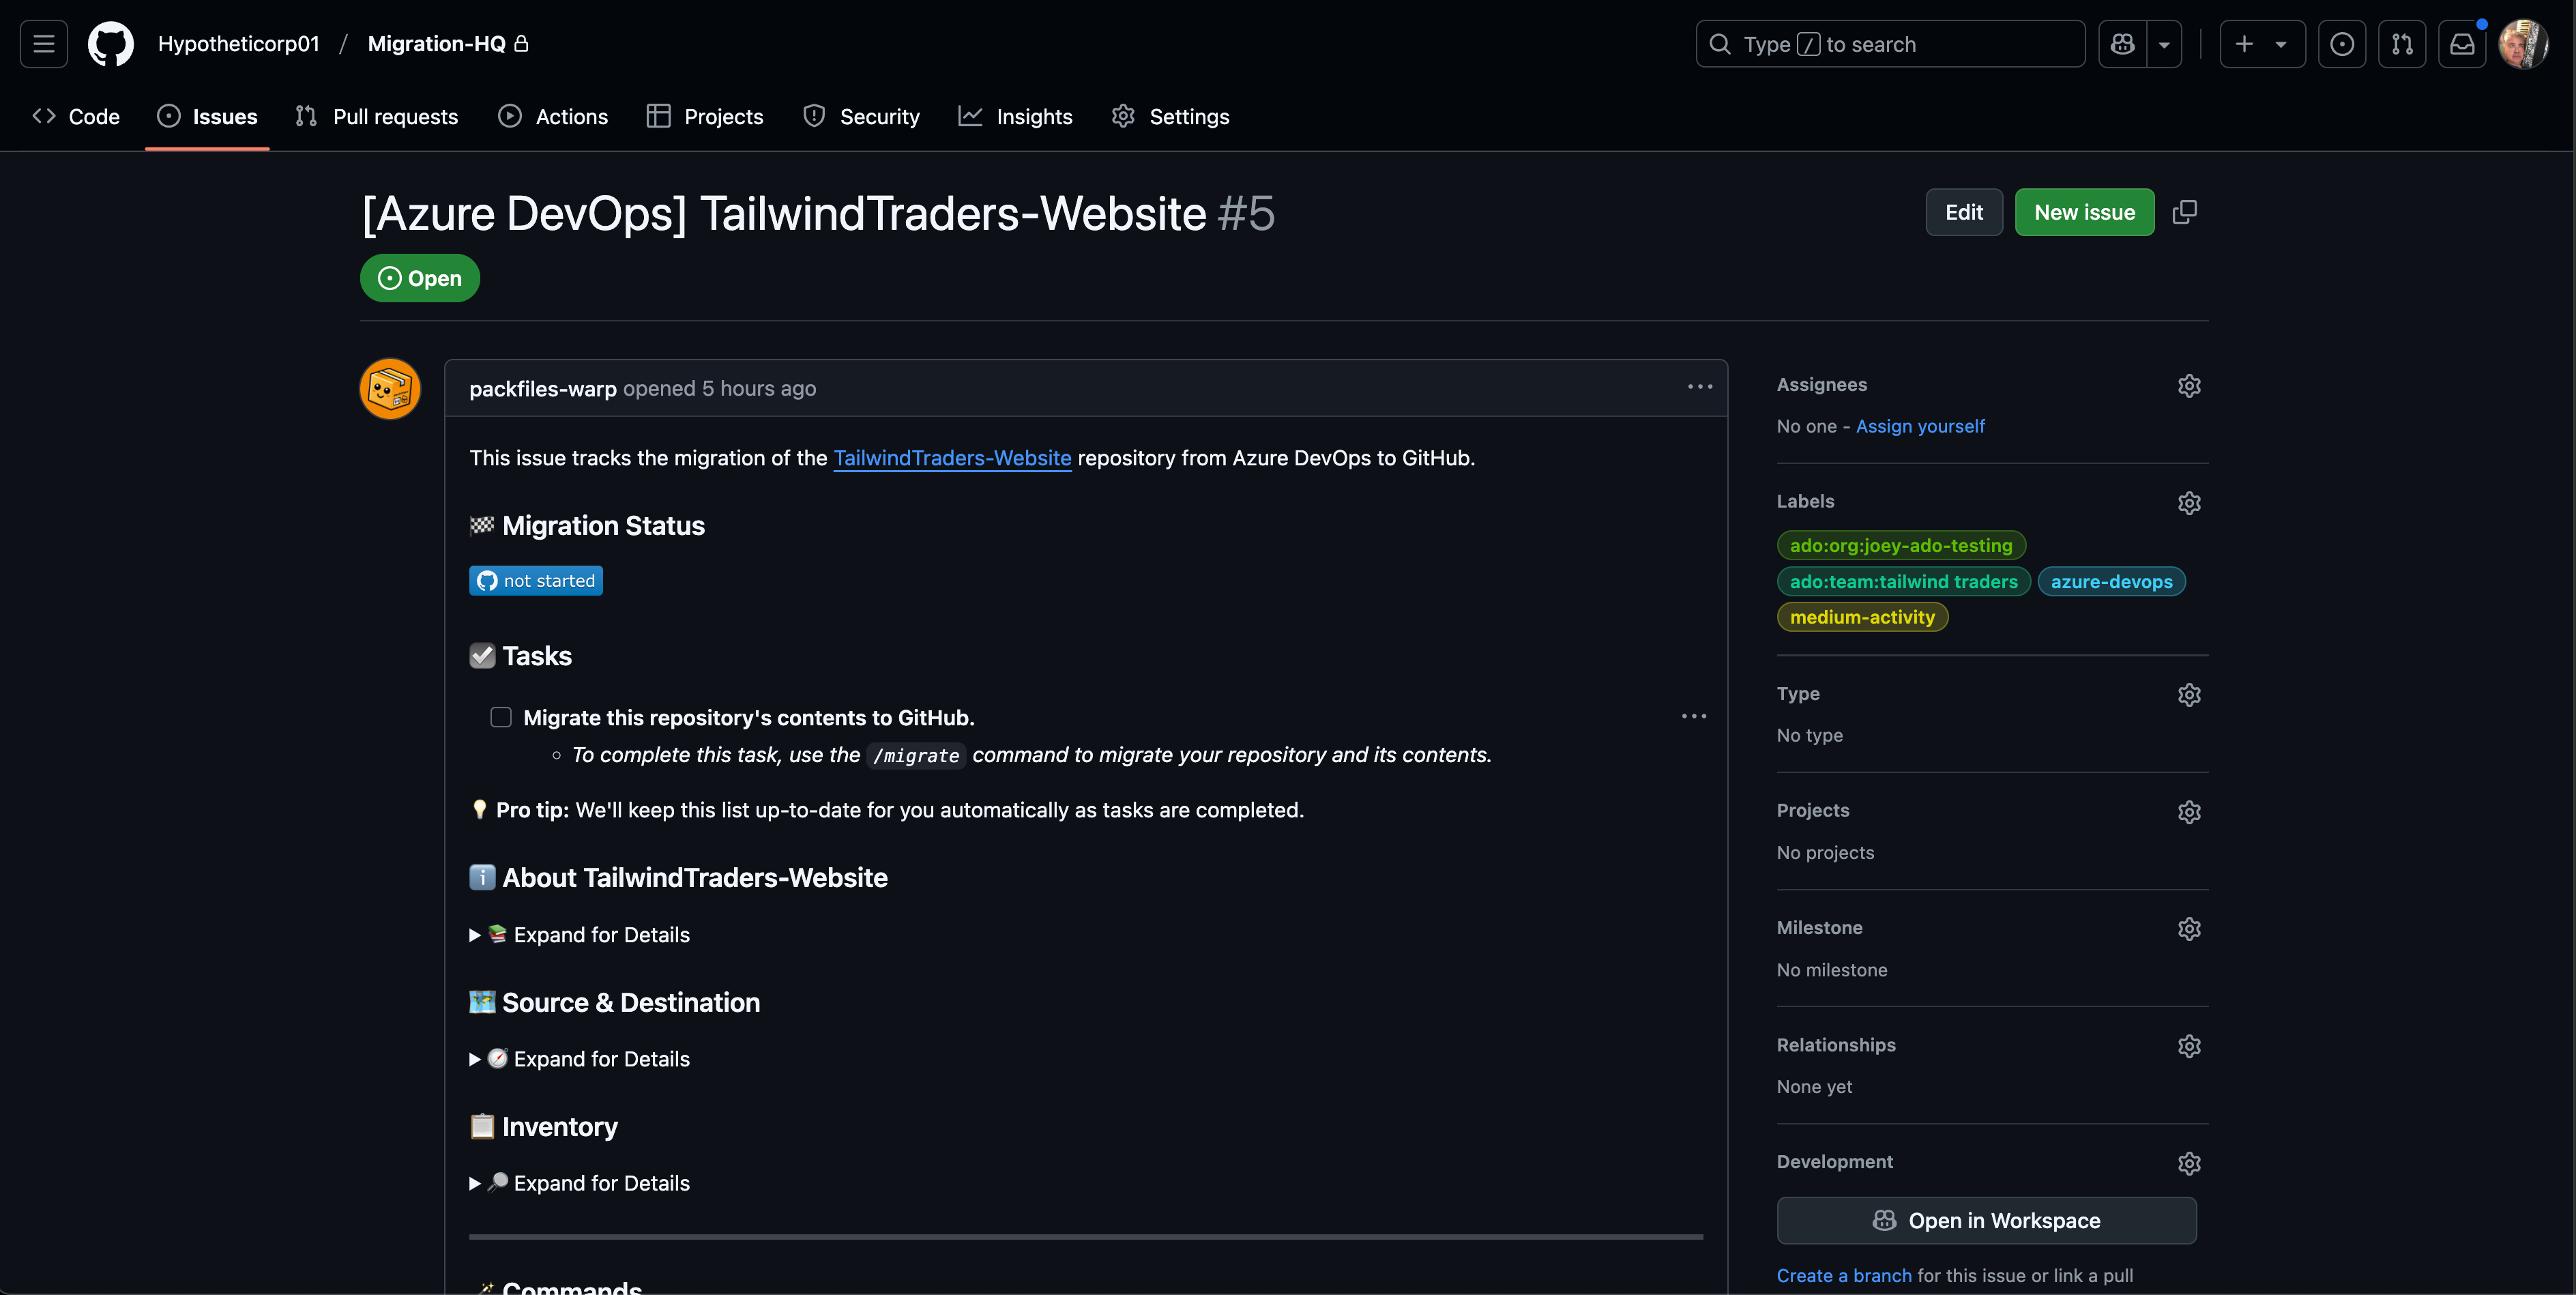 Hypotheticorp01 / Migration-HQ
Type / to search
Code Issues Pull requests Actions Projects Security Insights Settings
[Azure DevOps] TailwindTraders-Website #5
Edit New issue
Open
packfiles-warp opened 5 hours ago
This issue tracks the migration of the TailwindTraders-Website repository from Azure DevOps to GitHub.
Migration Status
not started
Tasks
Migrate this repository's contents to GitHub.
To complete this task, use the /migrate command to migrate your repository and its contents.
Pro tip: We'll keep this list up-to-date for you automatically as tasks are completed.
About TailwindTraders-Website
Expand for Details
Source & Destination
Expand for Details
Inventory
Expand for Details
Commands
Assignees
No one - Assign yourself
Labels
ado:org:joey-ado-testing
ado:team:tailwind traders azure-devops
medium-activity
Type
No type
Projects
No projects
Milestone
No milestone
Relationships
None yet
Development
Open in Workspace
Create a branch for this issue or link a pull